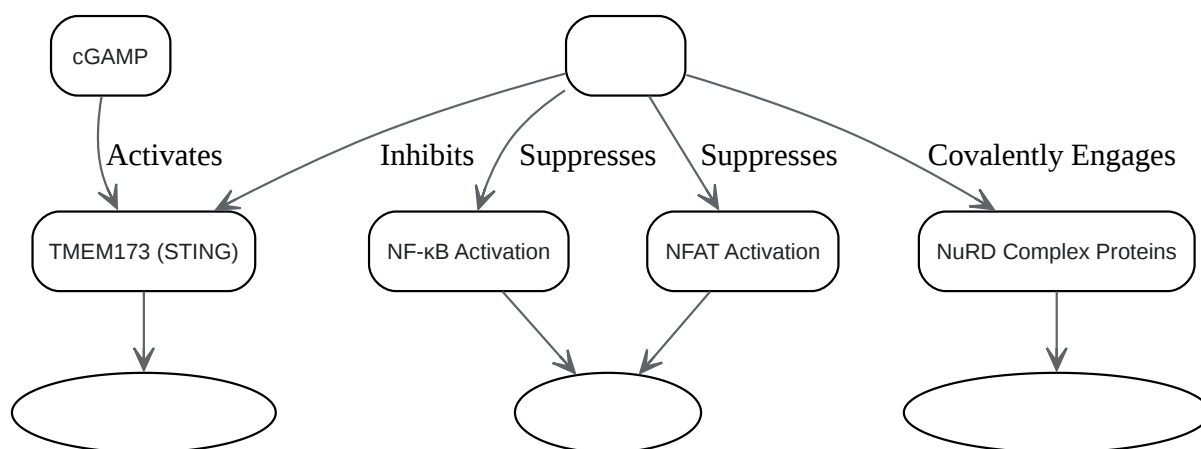 cGAMP
Activates
Inhibits
Suppresses
Suppresses
Covalently Engages
TMEM173 (STING)
NF-κB Activation
NFAT Activation
NuRD Complex Proteins